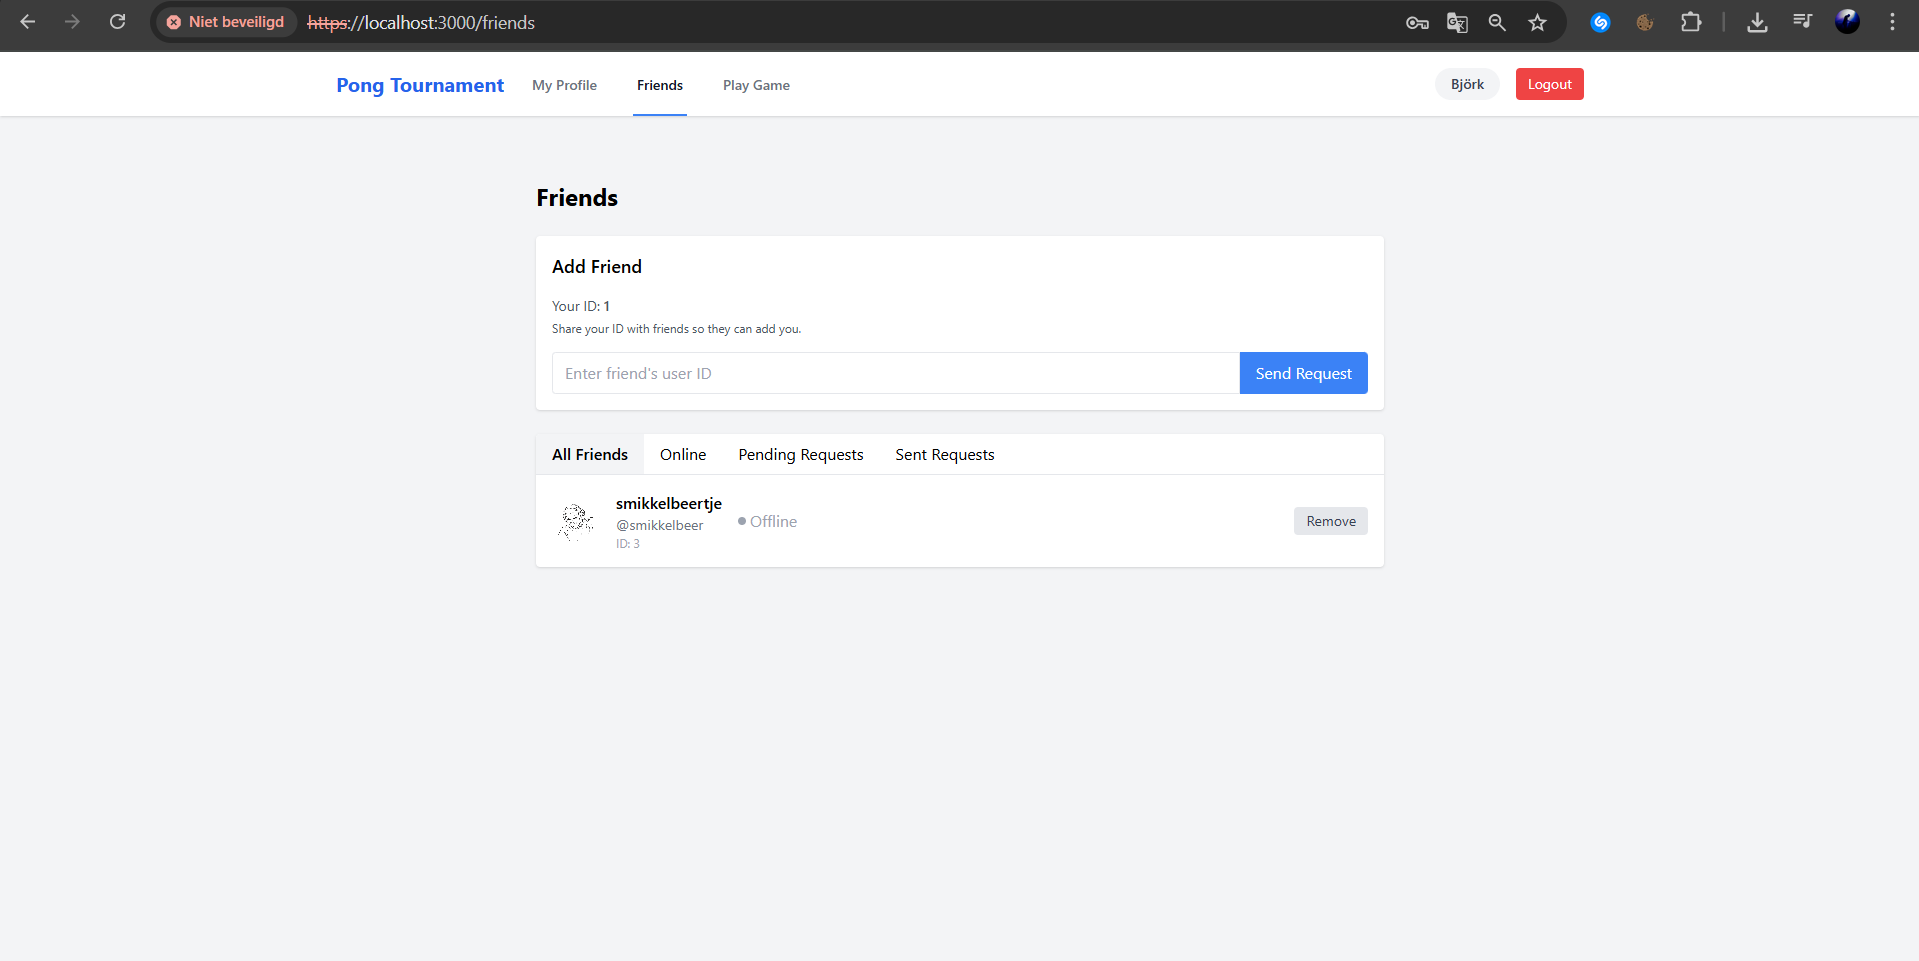 Niet beveiligd https://localhost:3000/friends
Pong Tournament My Profile Friends Play Game Björk Logout
Friends
Add Friend
Your ID: 1
Share your ID with friends so they can add you.
Enter friend's user ID Send Request
All Friends Online Pending Requests Sent Requests
smikkelbeertje
@smikkelbeer
ID: 3
Offline
Remove